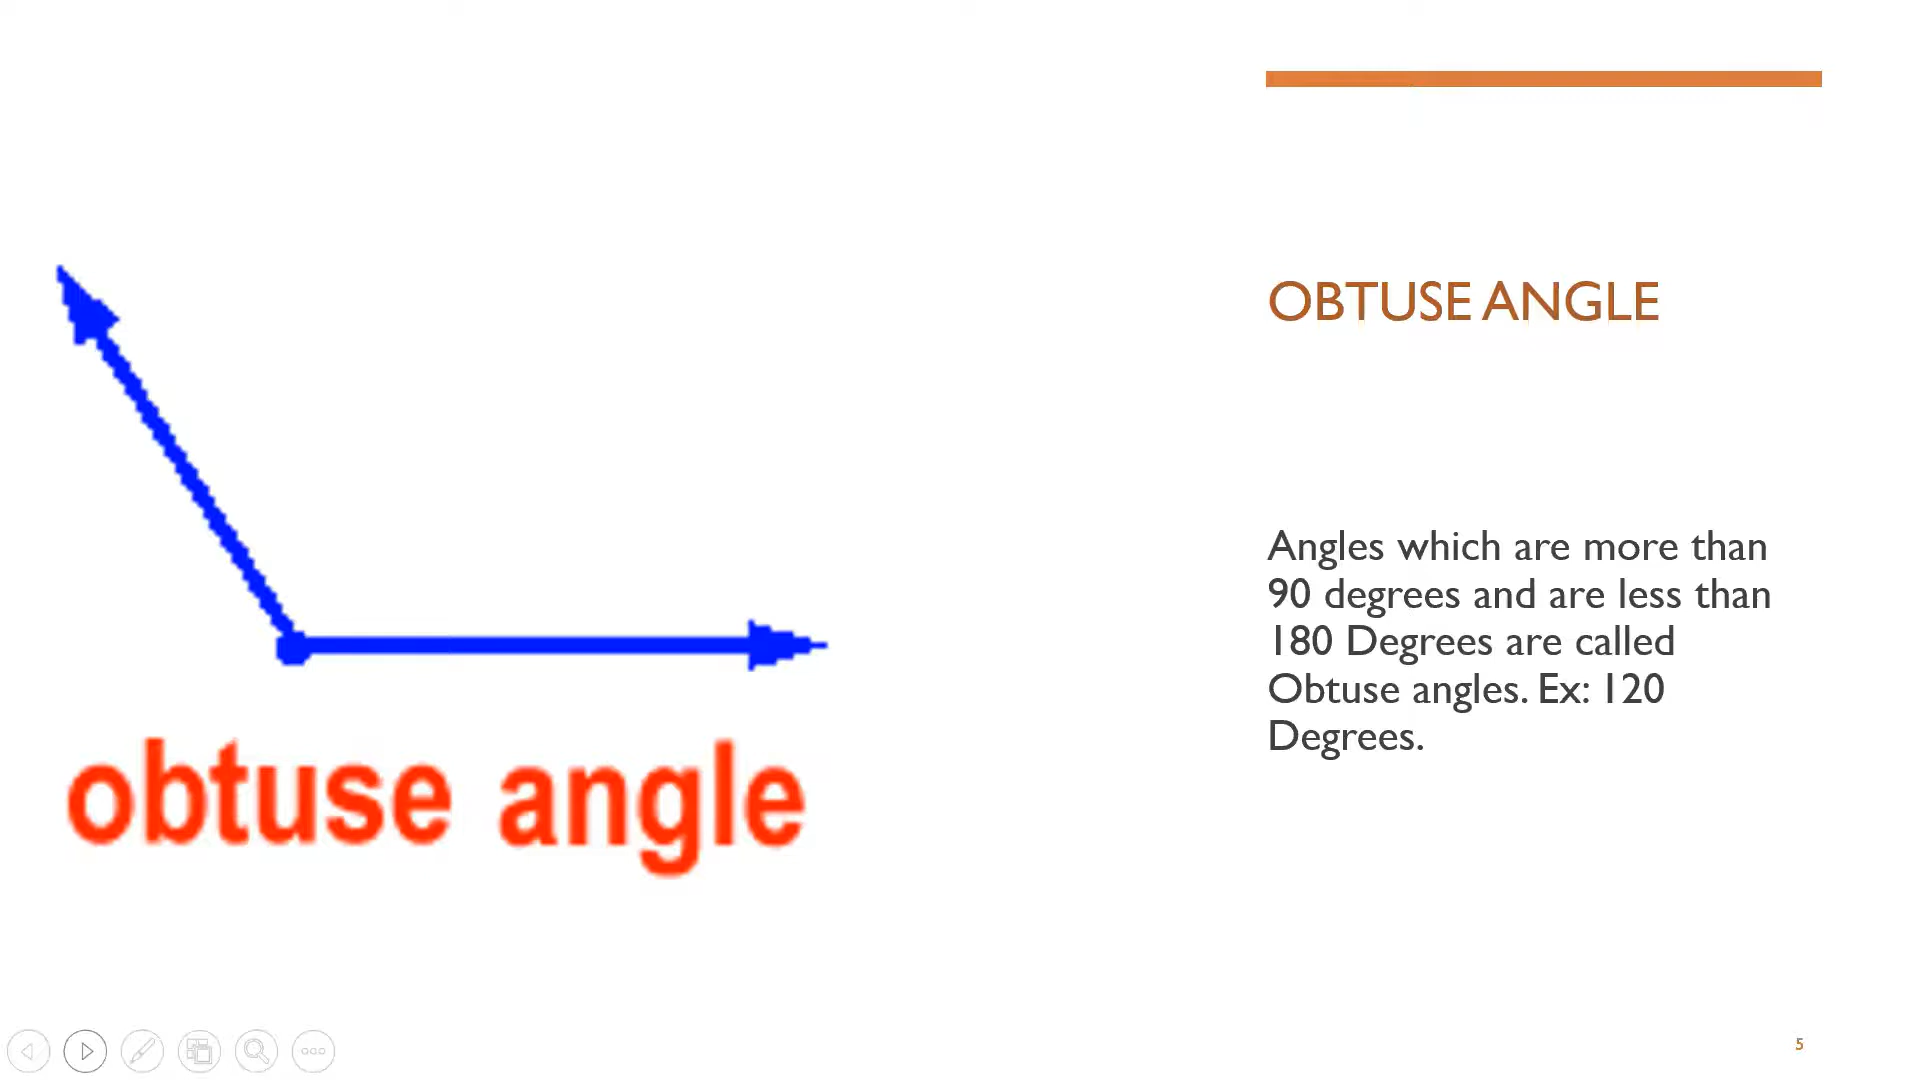 OBTUSE ANGLE
Angles which are more than
90 degrees and are less than
180 Degrees are called
Obtuse angles. Ex: 120
Degrees.
obtuse angle
5